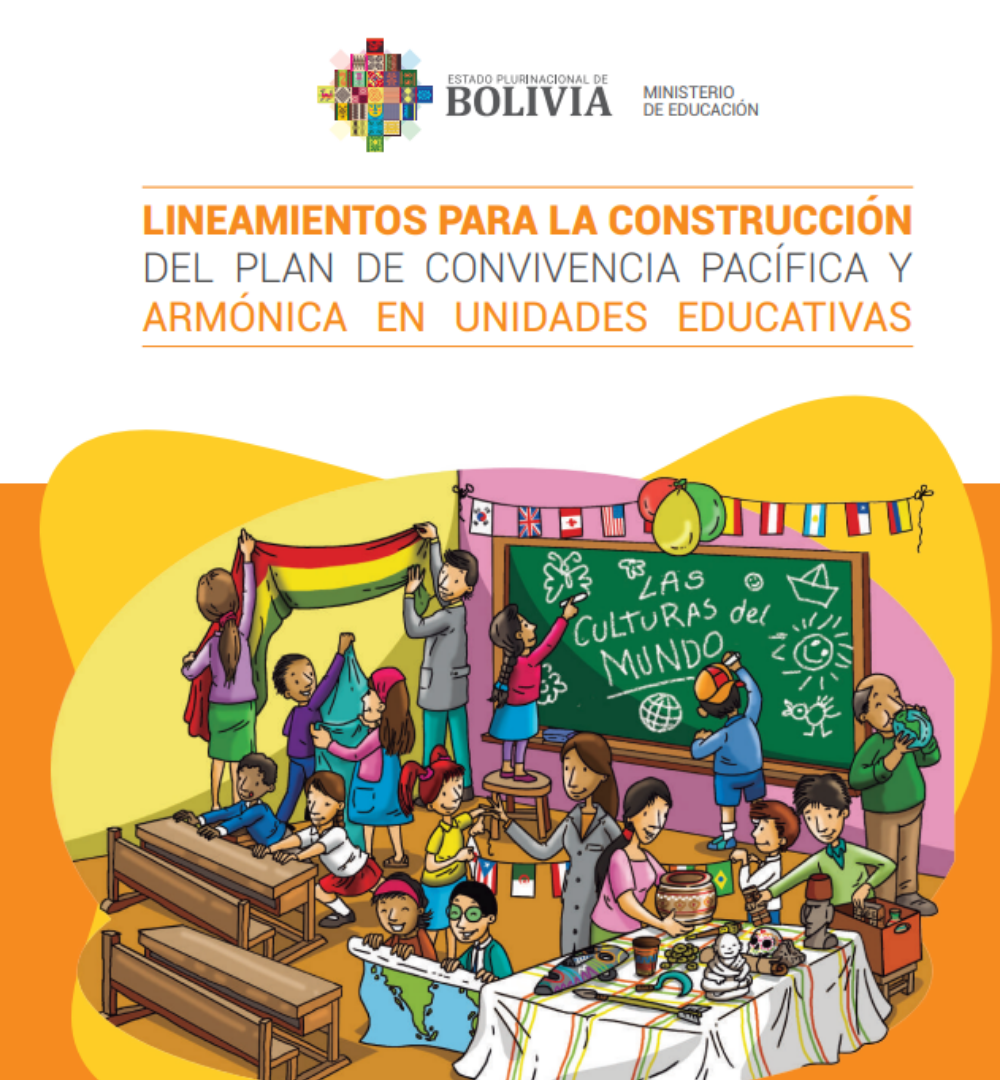 ESTADO PLURINACIONAL DE
BOLIVIA
MINISTERIO
DE EDUCACIÓN
LINEAMIENTOS PARA LA CONSTRUCCIÓN
DEL PLAN DE CONVIVENCIA PACÍFICA Y
ARMÓNICA EN UNIDADES EDUCATIVAS
LAS
CULTURAS del
MUNDO